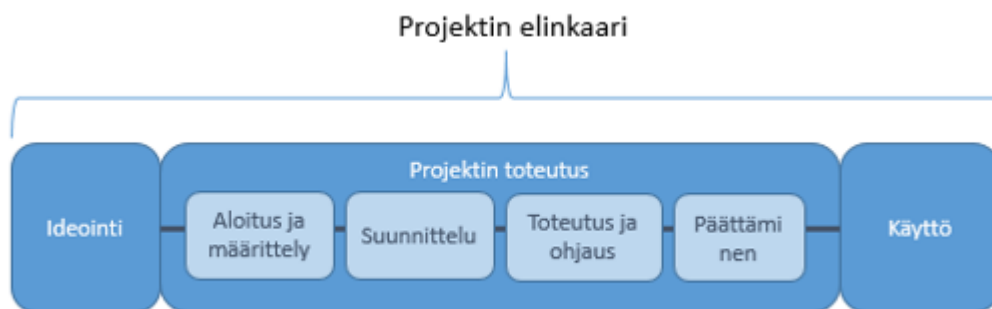 Projektin elinkaari
Projektin toteutus
Ideointi
Aloitus ja
määrittely
Suunnittelu
Toteutus ja
ohjaus
Päättämi
nen
Käyttö